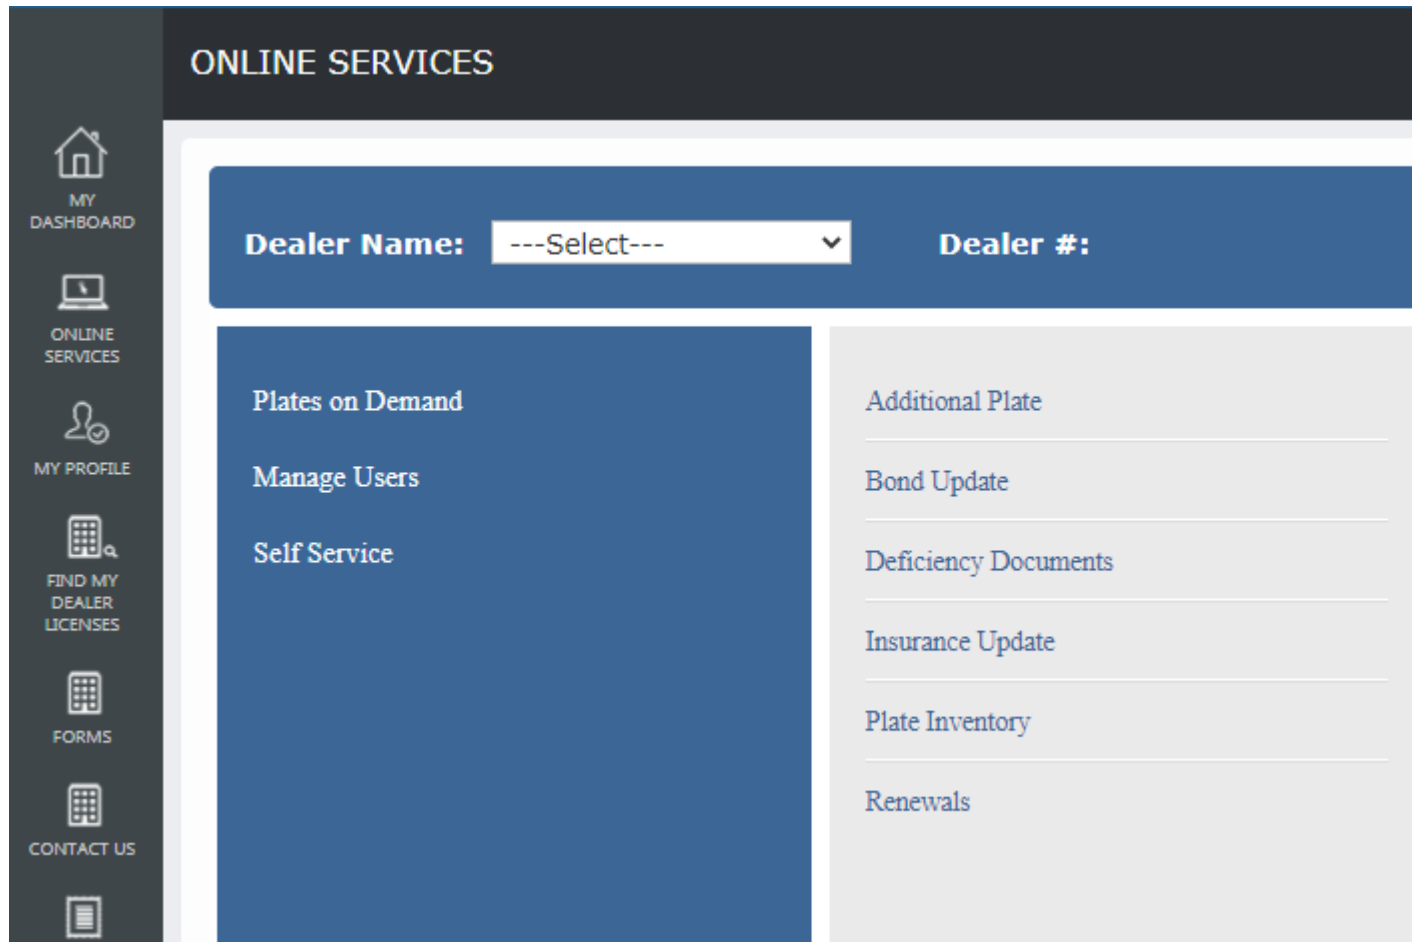 ONLINE SERVICES
MY
DASHBOARD
ONLINE
SERVICES
MY PROFILE
FIND MY
DEALER
LICENSES
FORMS
CONTACT US
Dealer Name: ---Select--- Dealer #:
Plates on Demand
Manage Users
Self Service
Additional Plate
Bond Update
Deficiency Documents
Insurance Update
Plate Inventory
Renewals